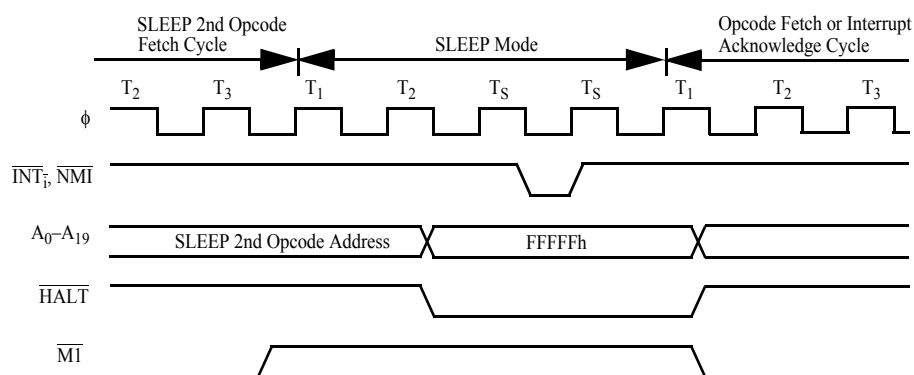 SLEEP 2nd Opcode
Fetch Cycle
SLEEP Mode
Opcode Fetch or Interrupt
Acknowledge Cycle
T2 T3 T1 T2 TS TS T1 T2 T3
ϕ
INTi, NMI
A0–A19
SLEEP 2nd Opcode Address
FFFFFh
HALT
M1